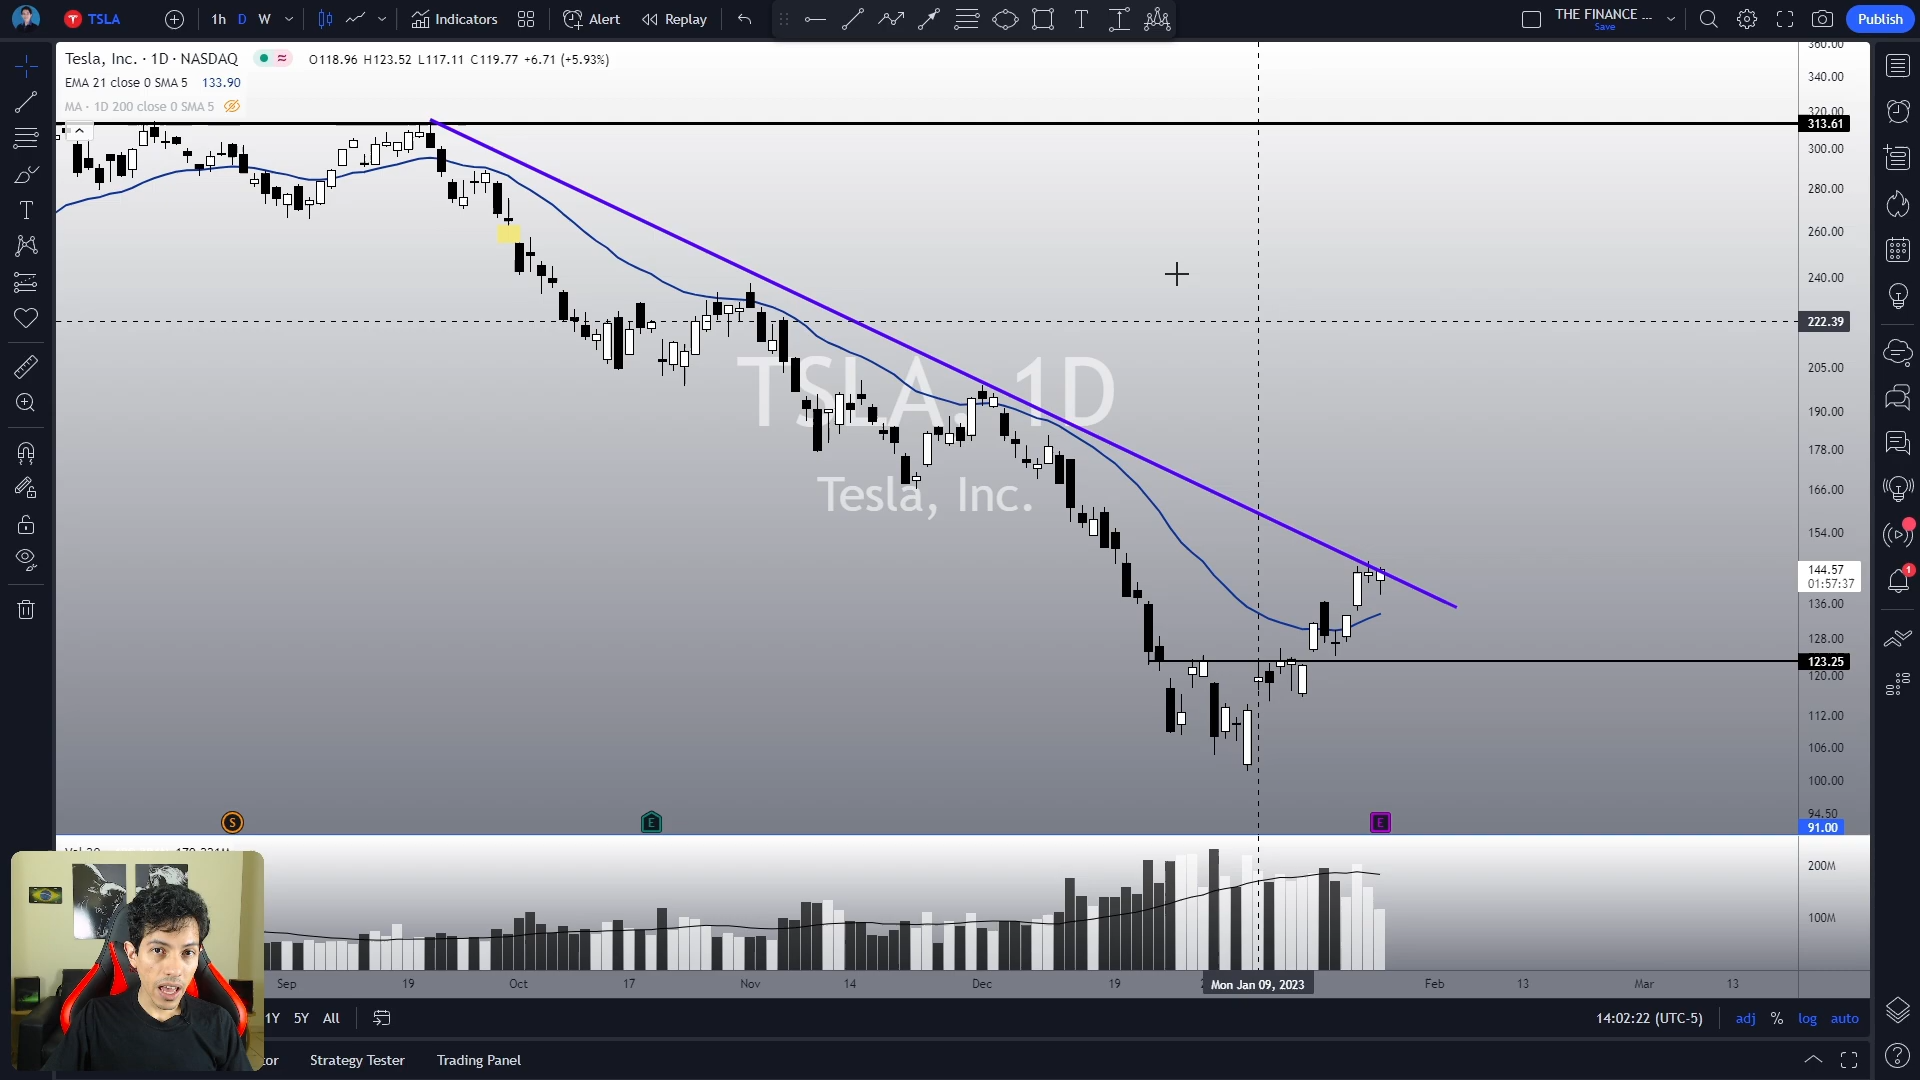 TSLA
1h
D
W
Indicators
Alert
Replay
THE FINANCE ...
Save
Publish
Tesla, Inc. · 1D · NASDAQ
O118.96 H123.52 L117.11 C119.77 +6.71 (+5.93%)
EMA 21 close 0 SMA 5 133.90
MA · 1D 200 close 0 SMA 5
360.00
340.00
320.00
313.61
300.00
280.00
260.00
240.00
222.39
205.00
190.00
178.00
166.00
154.00
144.57
01:57:37
136.00
128.00
123.25
120.00
112.00
106.00
100.00
94.50
91.00
TSLA, 1D
Tesla, Inc.
S
E
E
200M
100M
Sep
19
Oct
17
Nov
14
Dec
19
Mon Jan 09, 2023
Feb
13
Mar
13
1Y
5Y
All
14:02:22 (UTC-5)
adj
%
log
auto
Strategy Tester
Trading Panel
1